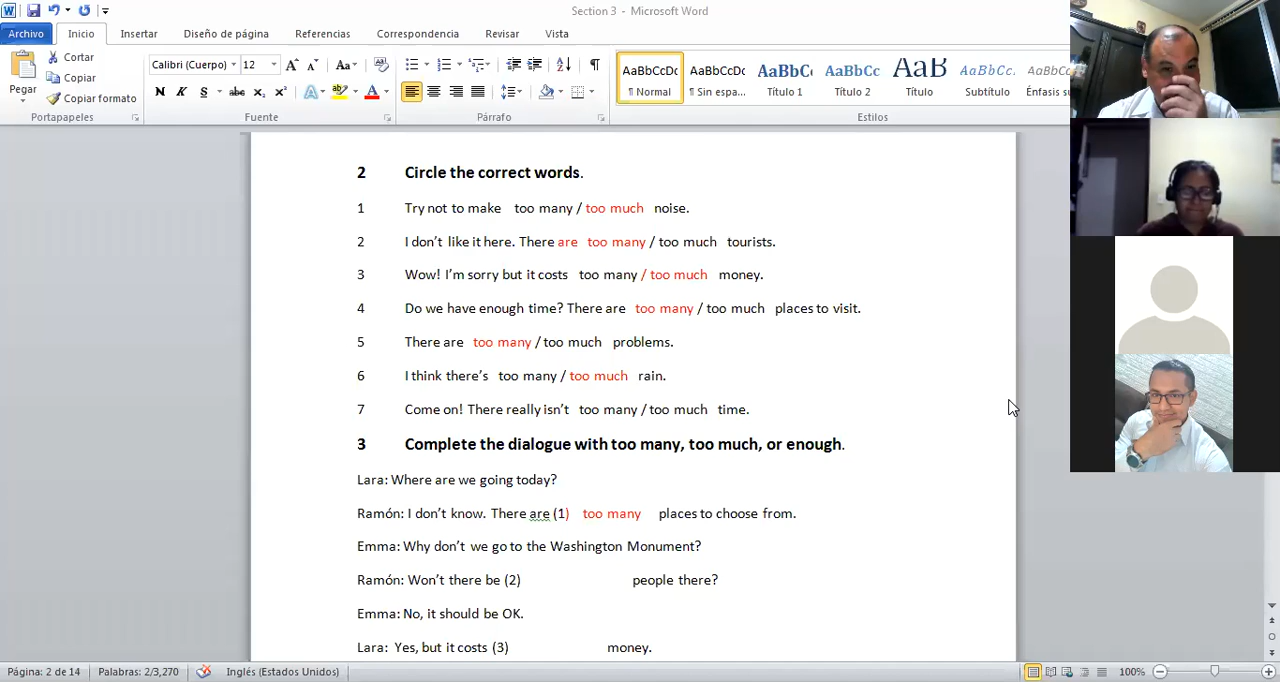 Section 3 - Microsoft Word
Archivo Inicio Insertar Diseño de página Referencias Correspondencia Revisar Vista
Pegar
Cortar
Copiar
Copiar formato
Portapapeles
Calibri (Cuerpo) 12
Fuente
Párrafo
AaBbCcDc AaBbCcDc AaBbC AaBbCc AaB AaBbCc. AaBbC
¶ Normal ¶ Sin espa... Título 1 Título 2 Título Subtítulo Énfasis su
Estilos
2 Circle the correct words.
1 Try not to make too many / too much noise.
2 I don't like it here. There are too many / too much tourists.
3 Wow! I'm sorry but it costs too many / too much money.
4 Do we have enough time? There are too many / too much places to visit.
5 There are too many / too much problems.
6 I think there's too many / too much rain.
7 Come on! There really isn't too many / too much time.
3 Complete the dialogue with too many, too much, or enough.
Lara: Where are we going today?
Ramón: I don't know. There are (1) too many places to choose from.
Emma: Why don't we go to the Washington Monument?
Ramón: Won't there be (2) people there?
Emma: No, it should be OK.
Lara: Yes, but it costs (3) money.
Página: 2 de 14 Palabras: 2/3,270 Inglés (Estados Unidos) 100%